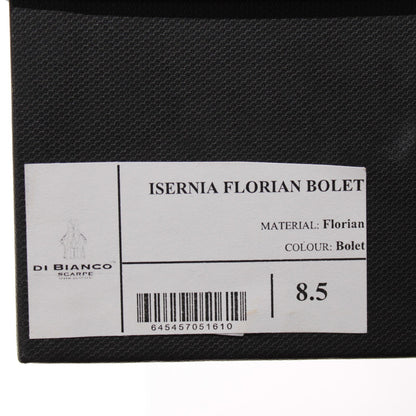 ISERNIA FLORIAN BOLET
MATERIAL: Florian
COLOUR: Bolet
DI BIANCO
SCARPE
645457051610
8.5